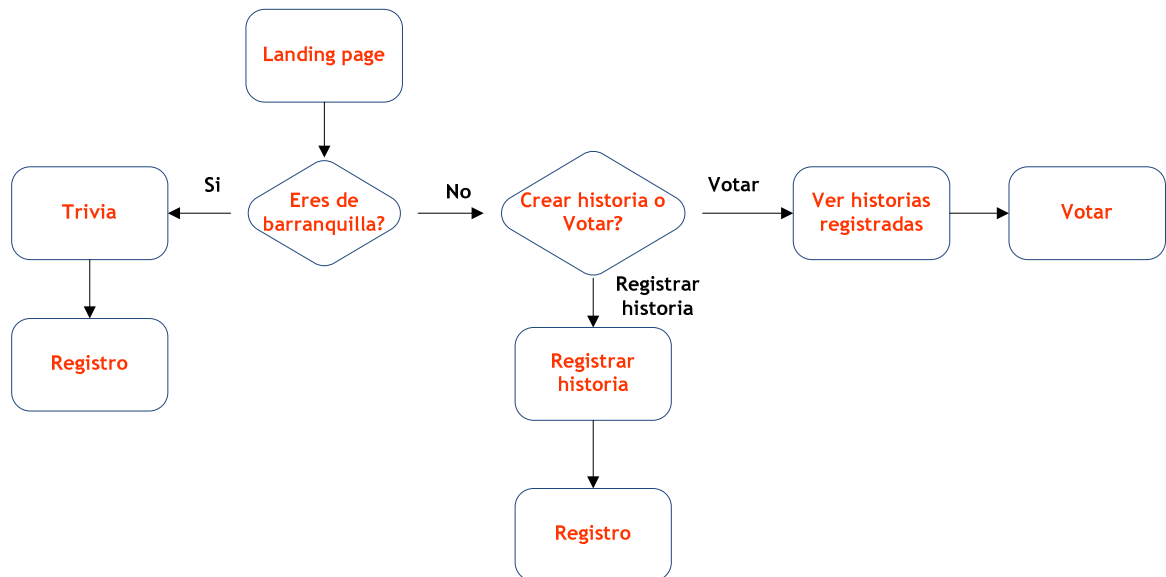 Landing page
Si
Eres de
barranquilla?
No
Crear historia o
Votar?
Votar
Ver historias
registradas
Votar
Trivia
Registrar
historia
Registro
Registrar
historia
Registro